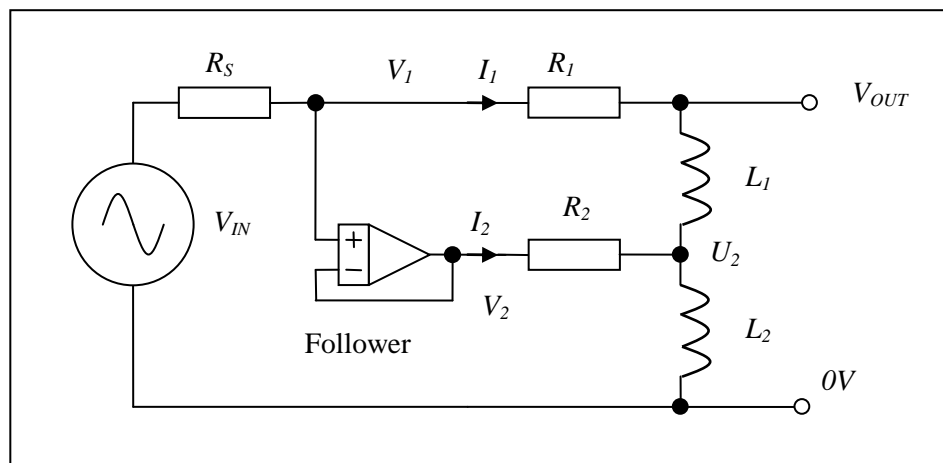 R_S V_1 I_1 R_1 V_OUT
L_1
V_IN + I_2 R_2 U_2
− V_2
Follower L_2
0V